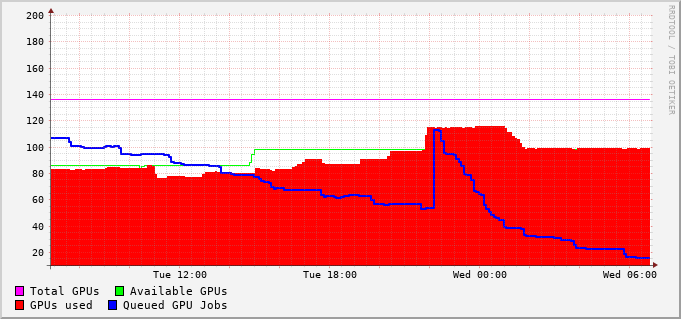 200
180
160
140
120
100
80
60
40
20
Tue 12:00 Tue 18:00 Wed 00:00 Wed 06:00
Total GPUs Available GPUs
GPUs used Queued GPU Jobs
RRDTOOL / TOBI OETIKER